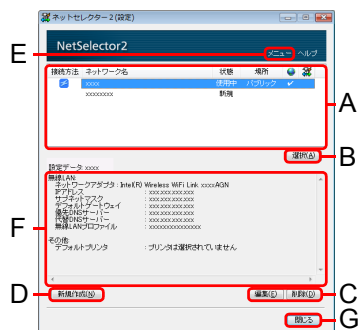 ネットセレクター2(設定)
NetSelector2
E
メニュー ヘルプ
接続方法 ネットワーク名 状態 場所
xxxx 使用中 パブリック
xxxxxxxx 新規
A
選択(A)
B
設定データ:xxxx
無線LAN:
ネットワークアダプタ : Intel(R) Wireless WiFi Link xxxxAGN
IPアドレス : xxx.xxx.xxx.xxx
サブネットマスク : xxx.xxx.xxx.xxx
デフォルトゲートウェイ : xxx.xxx.xxx.xxx
優先DNSサーバー : xxx.xxx.xxx.xxx
代替DNSサーバー : xxx.xxx.xxx.xxx
無線LANプロファイル : xxxxxxxxxxxxxxx
その他:
デフォルトプリンタ : プリンタは選択されていません
F
D
新規作成(N)
編集(E)
削除(D)
C
閉じる
G